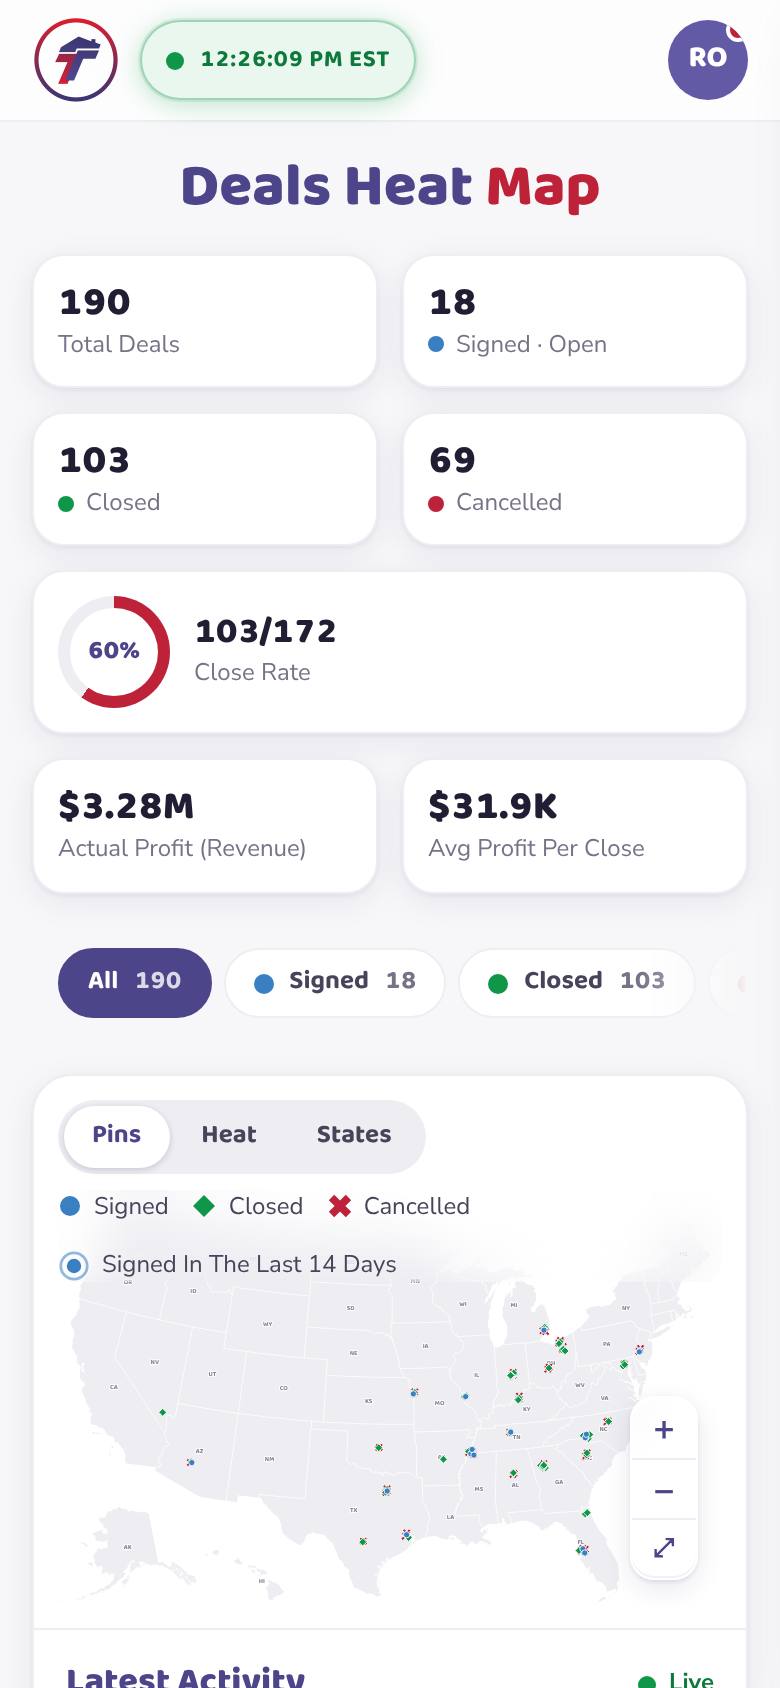 12:26:09 PM EST
RO
Deals Heat Map
190
Total Deals
18
Signed · Open
103
Closed
69
Cancelled
60%
103/172
Close Rate
$3.28M
Actual Profit (Revenue)
$31.9K
Avg Profit Per Close
All 190
Signed 18
Closed 103
Pins
Heat
States
Signed
Closed
Cancelled
Signed In The Last 14 Days
ID
SD
WI
MI
NY
WY
IA
PA
NE
NV
UT
CO
IL
WV
CA
KS
MO
KY
VA
NC
TN
AZ
NM
MS
AL
GA
TX
LA
FL
AK
HI
+
−
Latest Activity
Live